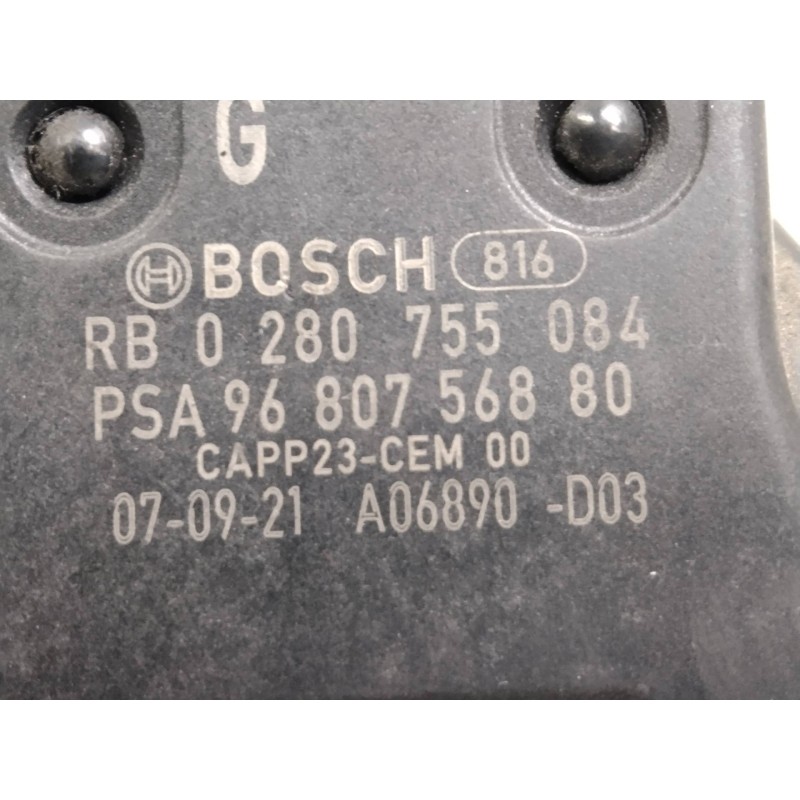 G
BOSCH 816
RB 0 280 755 084
PSA 96 807 568 80
CAPP23-CEM 00
07-09-21 A06890 -D03